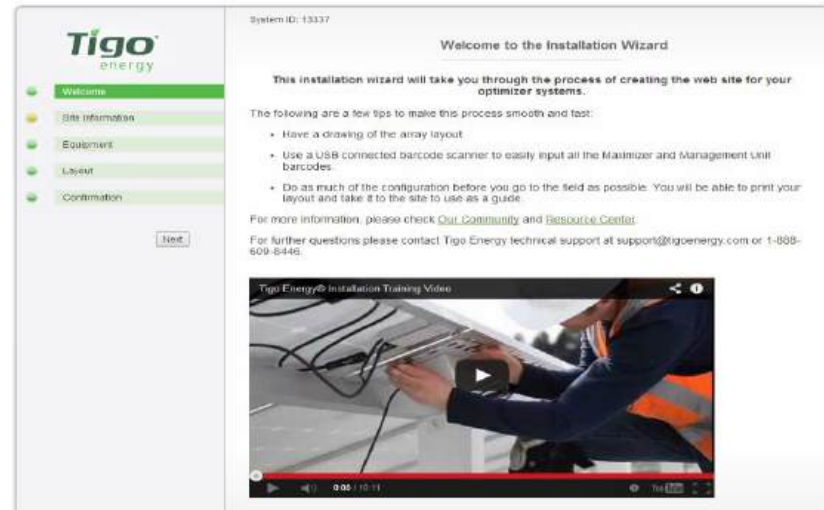 System ID: 13337
Tigo
energy
Welcome
Site Information
Equipment
Layout
Confirmation
Next
Welcome to the Installation Wizard
This installation wizard will take you through the process of creating the web site for your
optimizer systems.
The following are a few tips to make this process smooth and fast:
Have a drawing of the array layout
Use a USB connected barcode scanner to easily input all the Maximizer and Management Unit
barcodes.
Do as much of the configuration before you go to the field as possible. You will be able to print your
layout and take it to the site to use as a guide.
For more information, please check Our Community and Resource Center.
For further questions please contact Tigo Energy technical support at support@tigoenergy.com or 1-888-
609-8446.
Tigo Energy® Installation Training Video
0:00 / 10:11
YouTube